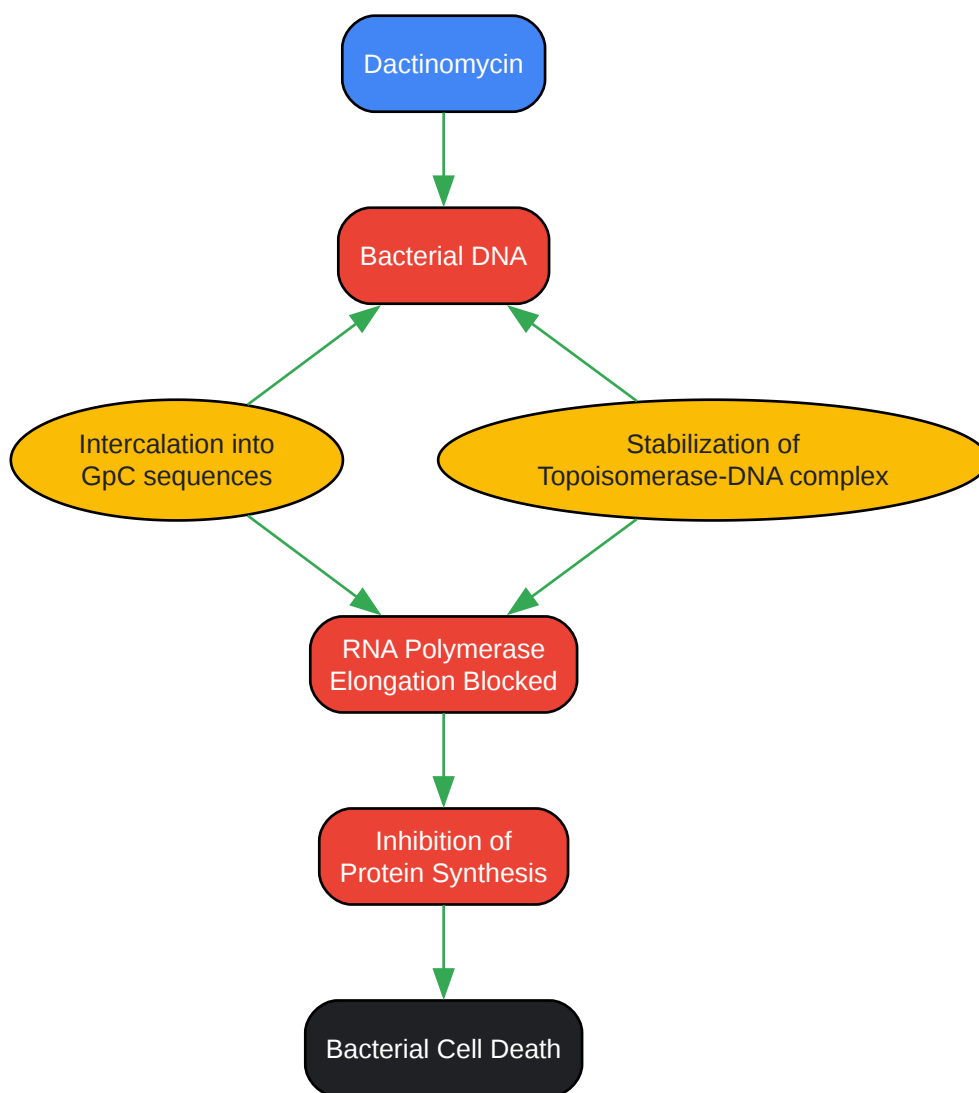 Dactinomycin
Bacterial DNA
Intercalation into
GpC sequences
Stabilization of
Topoisomerase-DNA complex
RNA Polymerase
Elongation Blocked
Inhibition of
Protein Synthesis
Bacterial Cell Death